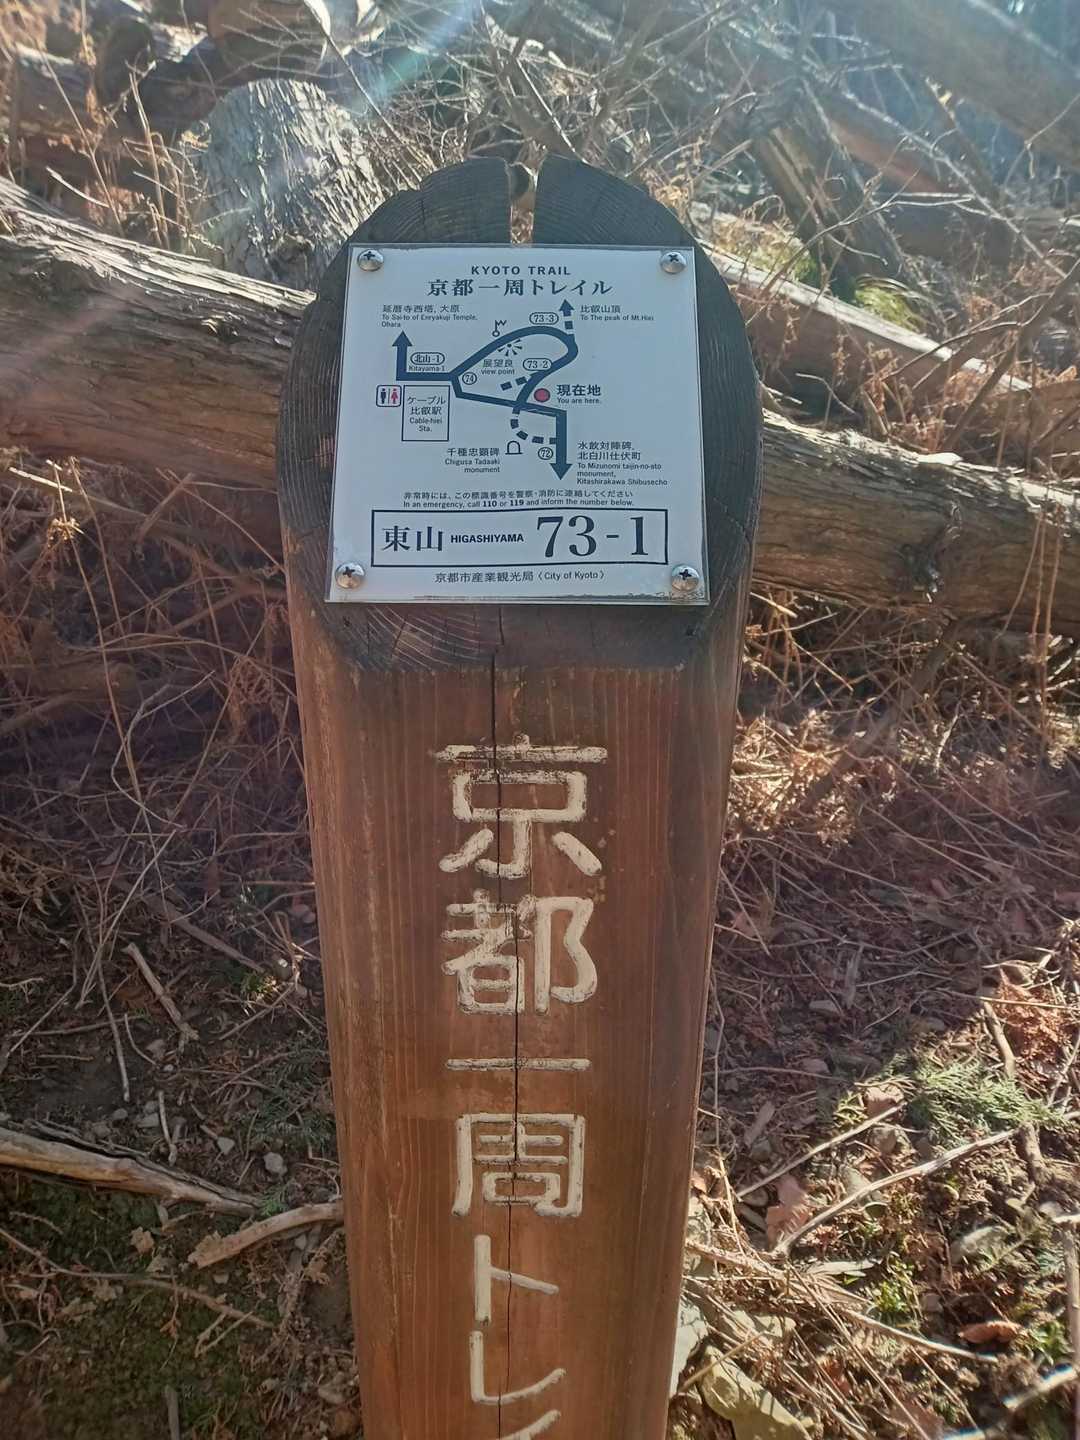 KYOTO TRAIL
京都一周トレイル
延暦寺西塔, 大原
To Sai-to of Enryakuji Temple,
Ohara
比叡山頂
To The peak of Mt.Hiei
73-3
北山-1
Kitayama-1
展望良
view point
73-2
74
現在地
You are here.
ケーブル
比叡駅
Cable-hiei
Sta.
千種忠顕碑
Chigusa Tadaaki
monument
72
水飲対陣碑,
北白川仕伏町
To Mizunomi taijin-no-ato
monument,
Kitashirakawa Shibusecho
非常時には、この標識番号を警察・消防に連絡してください
In an emergency, call 110 or 119 and inform the number below.
東山 HIGASHIYAMA 73-1
京都市産業観光局〈City of Kyoto〉
京都一周トレイ